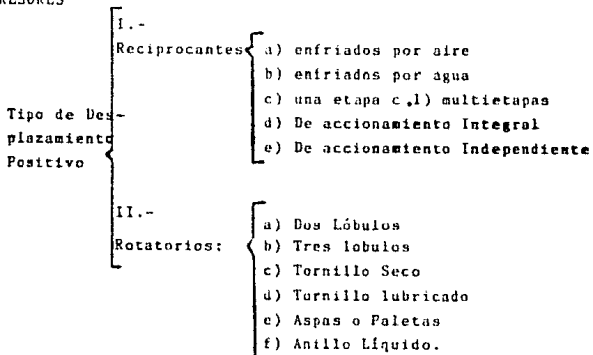 I.-
Reciprocantes
a) enfriados por aire
b) enfriados por agua
c) una etapa c.1) multietapas
d) De accionamiento Integral
e) De accionamiento Independiente
Tipo de Des-
plazamiento
Positivo
II.-
Rotatorios:
a) Dos Lóbulos
b) Tres lobulos
c) Tornillo Seco
d) Tornillo lubricado
e) Aspas o Paletas
f) Anillo Líquido.